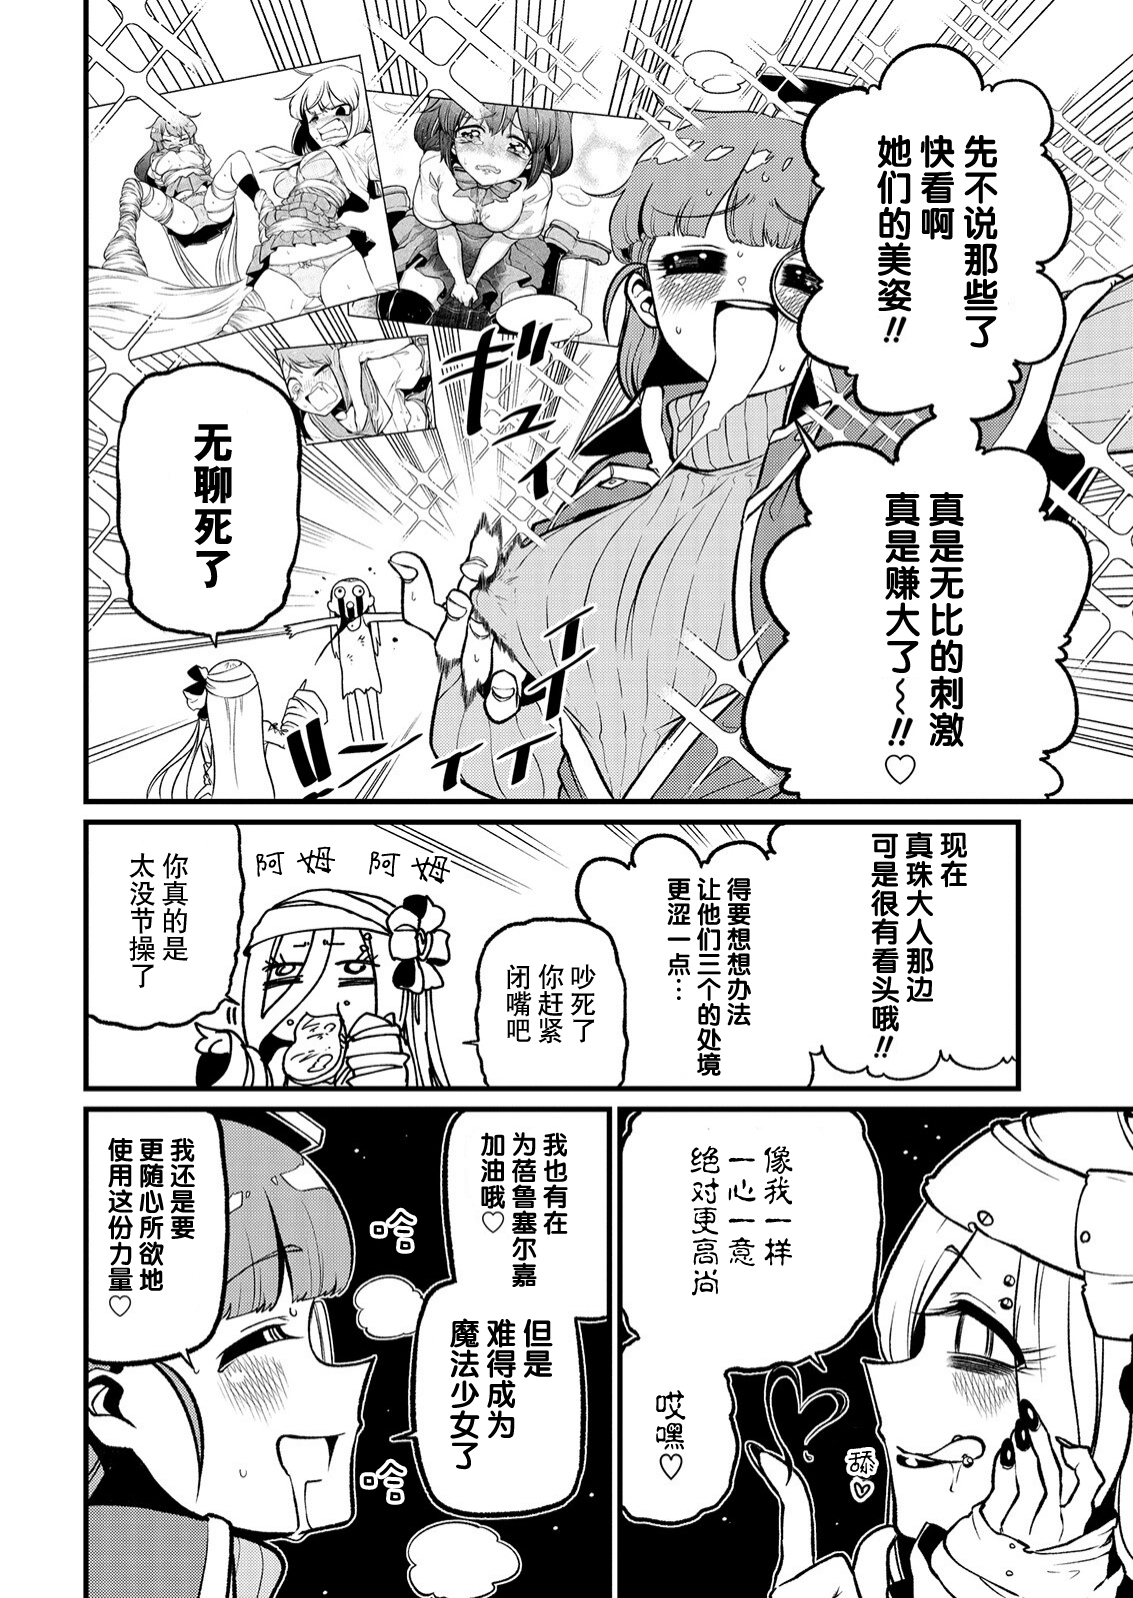 先不说那些了
快看啊
她们的美姿!!
真是无比的刺激
真是赚大了～!!♡
ギュッ
无聊死了
现在
真珠大人那边
可是很有看头哦!!
得要想想办法
让他们三个的处境
更涩一点…
吵死了
你赶紧
闭嘴吧
阿姆
阿姆
你真的是
太没节操了
像我一样
一心一意
绝对更高尚
哎嘿♡
舔♡
我也有在
为蓓鲁塞尔嘉
加油哦♡
但是
难得成为
魔法少女了
哈
哈
我还是要
更随心所欲地
使用这份力量♡